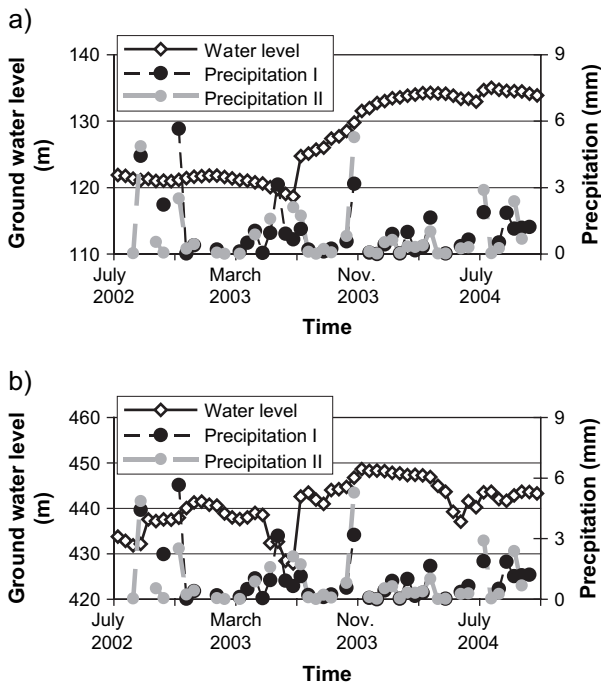 a)
Ground water level
(m)
140
130
120
110
Water level
Precipitation I
Precipitation II
9
6
3
0
Precipitation (mm)
July
2002
March
2003
Nov.
2003
July
2004
Time
b)
Ground water level
(m)
460
450
440
430
420
Water level
Precipitation I
Precipitation II
9
6
3
0
Precipitation (mm)
July
2002
March
2003
Nov.
2003
July
2004
Time